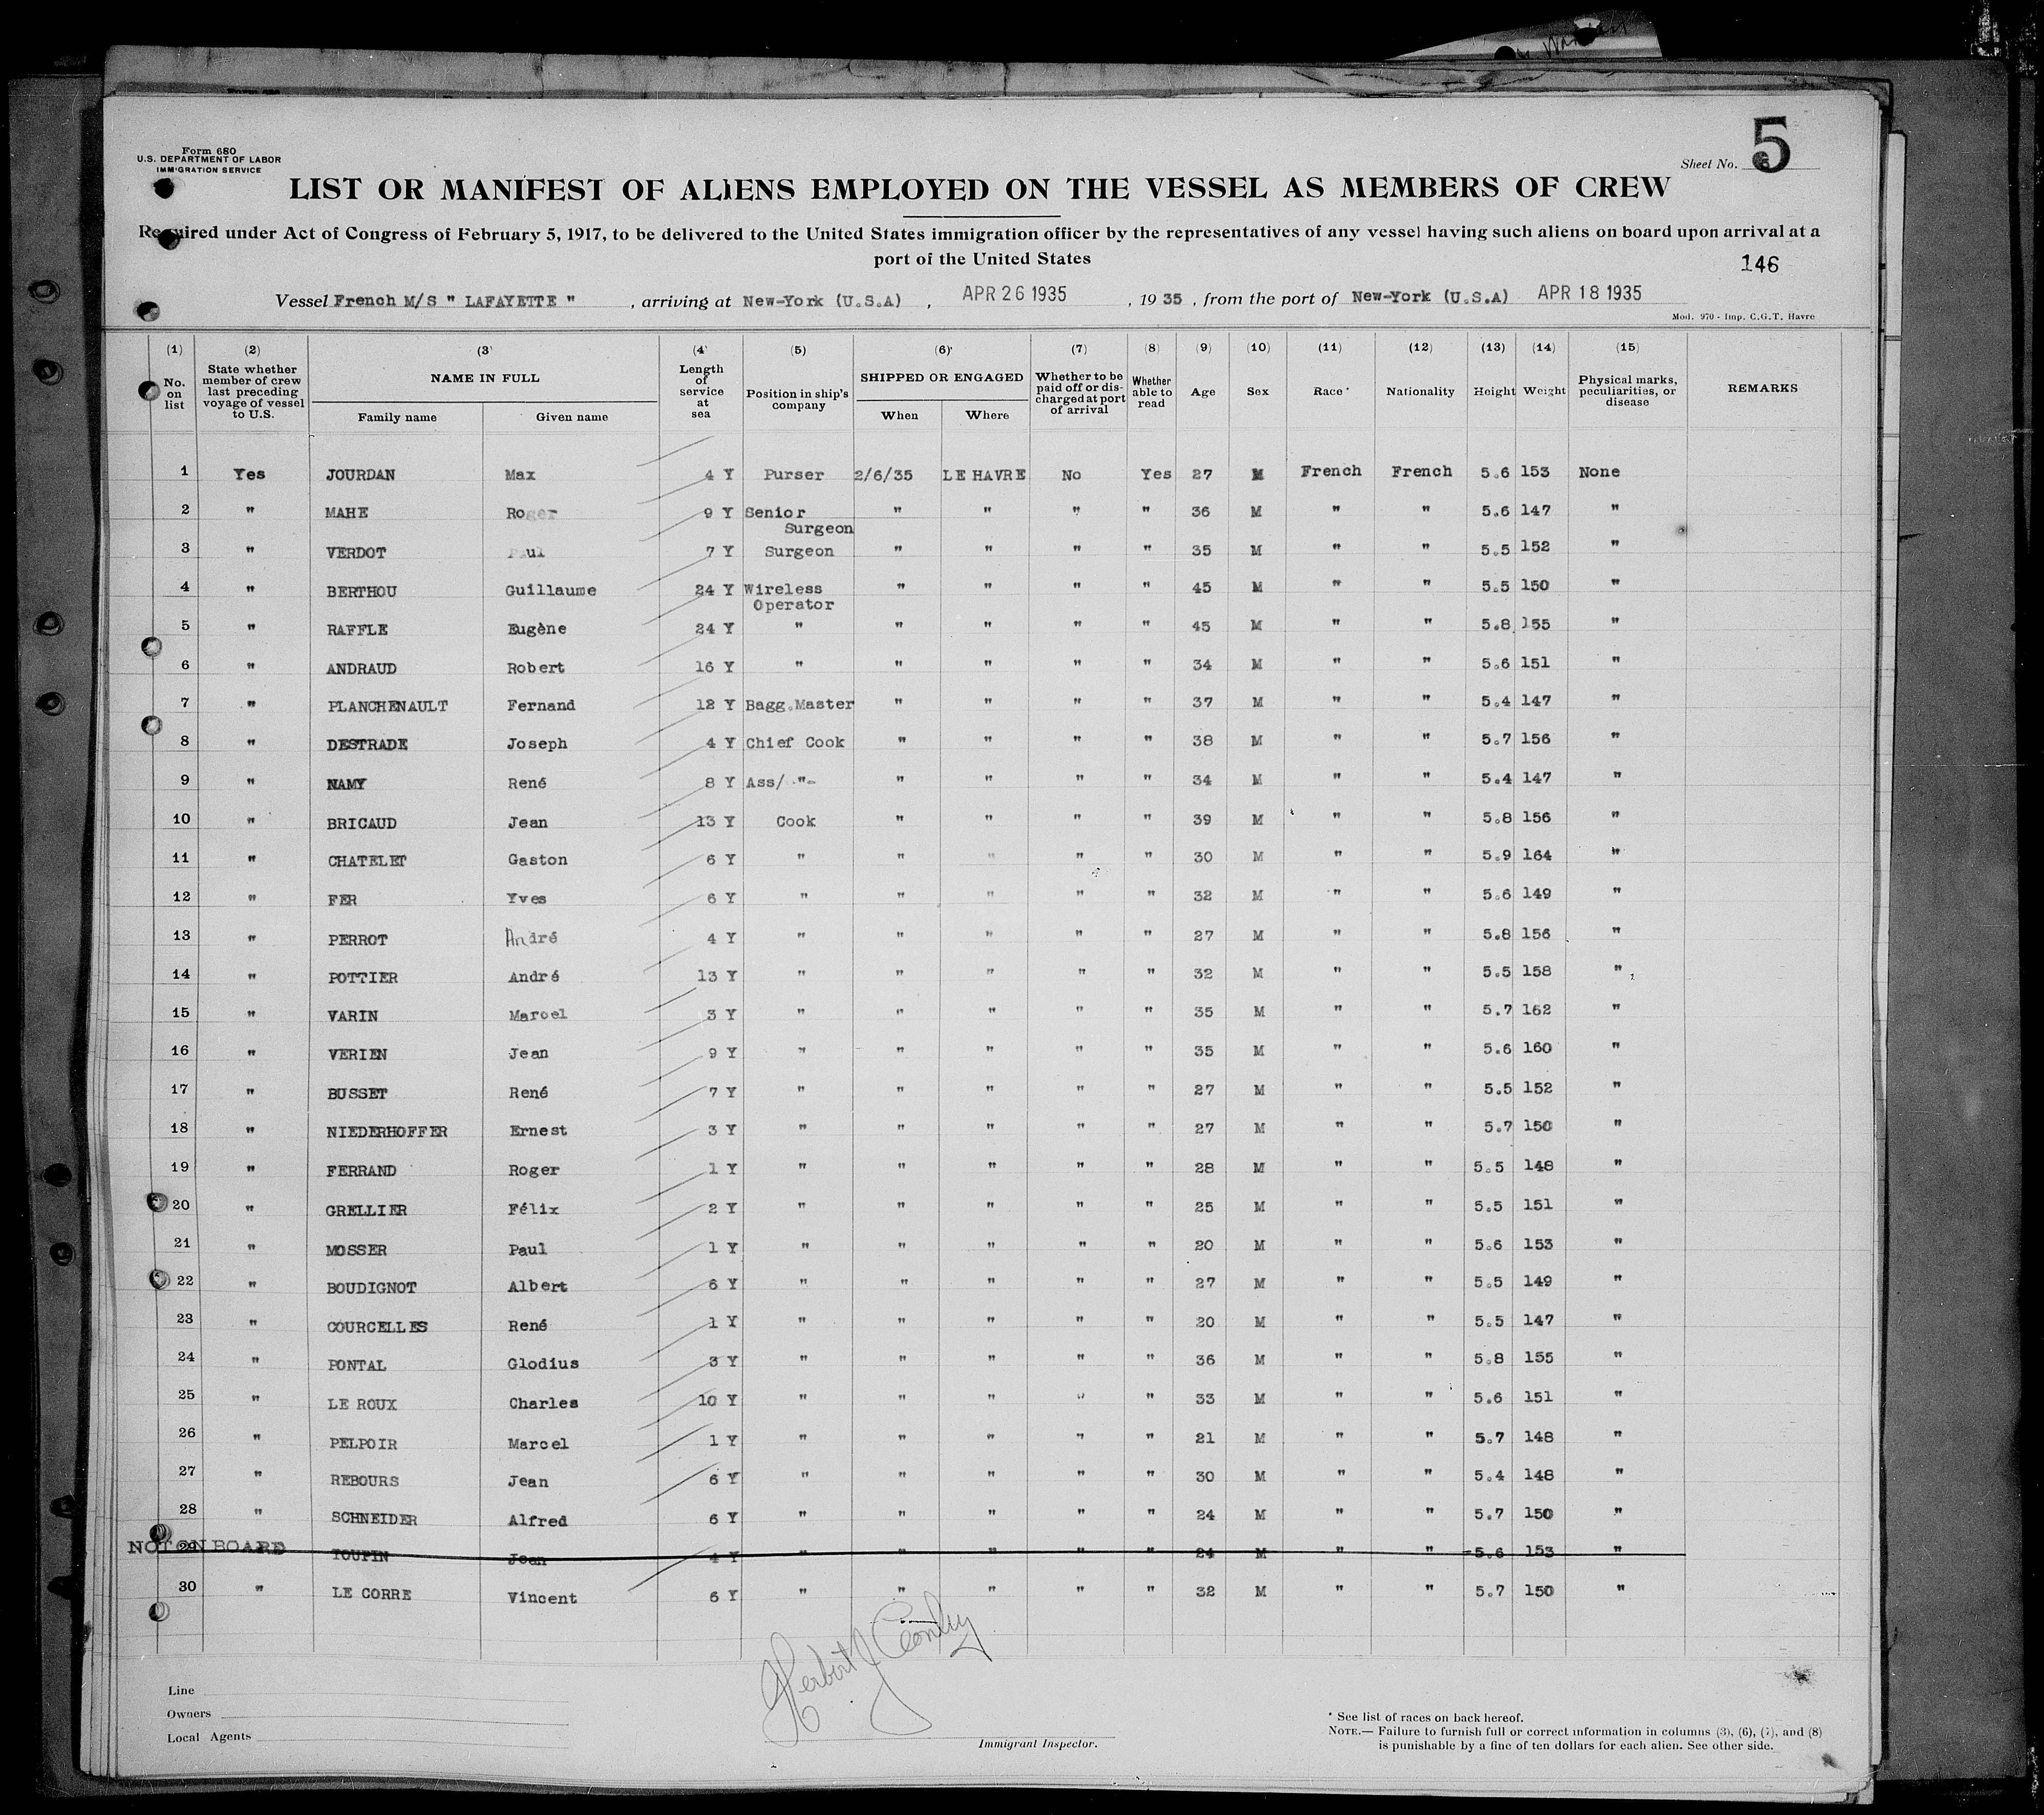 Form 680
U.S. DEPARTMENT OF LABOR
IMMIGRATION SERVICE
Sheet No. 5
LIST OR MANIFEST OF ALIENS EMPLOYED ON THE VESSEL AS MEMBERS OF CREW
Required under Act of Congress of February 5, 1917, to be delivered to the United States immigration officer by the representatives of any vessel having such aliens on board upon arrival at a
port of the United States
146
Vessel French M/S " LAFAYETTE " , arriving at New-York (U.S.A) , APR 26 1935 , 19 35 , from the port of New-York (U.S.A) APR 18 1935
Mod. 970 - Imp. C.G.T. Havre
(1) (2) (3) (4) (5) (6) (7) (8) (9) (10) (11) (12) (13) (14) (15)
No. on list State whether member of crew last preceding voyage of vessel to U.S. NAME IN FULL Family name Given name Length of service at sea Position in ship's company SHIPPED OR ENGAGED When Where Whether to be paid off or discharged at port of arrival Whether able to read Age Sex Race* Nationality Height Weight Physical marks, peculiarities, or disease REMARKS
1 Yes JOURDAN Max 4 Y Purser 2/6/35 LE HAVRE No Yes 27 M French French 5.6 153 None
2 " MAHE Roger 9 Y Senior Surgeon " " " " 36 M " " 5.6 147 "
3 " VERDOT Paul 7 Y Surgeon " " " " 35 M " " 5.5 152 "
4 " BERTHOU Guillaume 24 Y Wireless Operator " " " " 45 M " " 5.5 150 "
5 " RAFFLE Eugène 24 Y " " " " " 45 M " " 5.8 155 "
6 " ANDRAUD Robert 16 Y " " " " " 34 M " " 5.6 151 "
7 " PLANCHENAULT Fernand 12 Y Bagg.Master " " " " 37 M " " 5.4 147 "
8 " DESTRADE Joseph 4 Y Chief Cook " " " " 38 M " " 5.7 156 "
9 " NAMY René 8 Y Ass/ -"- " " " " 34 M " " 5.4 147 "
10 " BRICAUD Jean 13 Y Cook " " " " 39 M " " 5.8 156 "
11 " CHATELET Gaston 6 Y " " " " " 30 M " " 5.9 164 "
12 " FER Yves 6 Y " " " " " 32 M " " 5.6 149 "
13 " PERROT André 4 Y " " " " " 27 M " " 5.8 156 "
14 " POTTIER André 13 Y " " " " " 32 M " " 5.5 158 "
15 " VARIN Marcel 3 Y " " " " " 35 M " " 5.7 162 "
16 " VERIEN Jean 9 Y " " " " " 35 M " " 5.6 160 "
17 " BUSSET René 7 Y " " " " " 27 M " " 5.5 152 "
18 " NIEDERHOFFER Ernest 3 Y " " " " " 27 M " " 5.7 150 "
19 " FERRAND Roger 1 Y " " " " " 28 M " " 5.5 148 "
20 " GRELLIER Félix 2 Y " " " " " 25 M " " 5.5 151 "
21 " MOSSER Paul 1 Y " " " " " 20 M " " 5.6 153 "
22 " BOUDIGNOT Albert 6 Y " " " " " 27 M " " 5.5 149 "
23 " COURCELLES René 1 Y " " " " " 20 M " " 5.5 147 "
24 " PONTAL Glodius 3 Y " " " " " 36 M " " 5.8 155 "
25 " LE ROUX Charles 10 Y " " " " " 33 M " " 5.6 151 "
26 " PELPOIR Marcel 1 Y " " " " " 21 M " " 5.7 148 "
27 " REBOURS Jean 6 Y " " " " " 30 M " " 5.4 148 "
28 " SCHNEIDER Alfred 6 Y " " " " " 24 M " " 5.7 150 "
NOT ON BOARD 29 TOUPIN Jean 4 Y " " " " " 24 M " " 5.6 153 "
30 " LE CORRE Vincent 6 Y " " " " " 32 M " " 5.7 150 "
Line
Owners
Local Agents
Herbert J
Immigrant Inspector.
* See list of races on back hereof.
NOTE.— Failure to furnish full or correct information in columns (3), (6), (7), and (8)
is punishable by a fine of ten dollars for each alien. See other side.